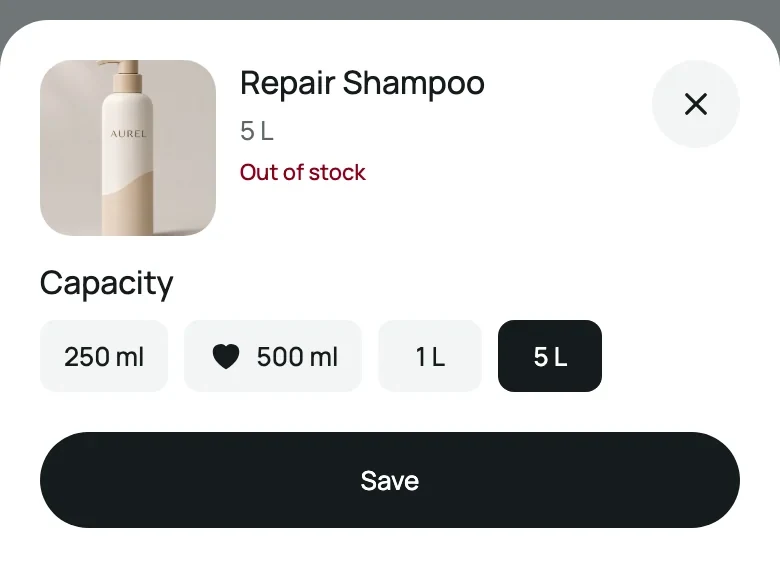 AUREL
Repair Shampoo
5 L
Out of stock
Capacity
250 ml
500 ml
1 L
5 L
Save